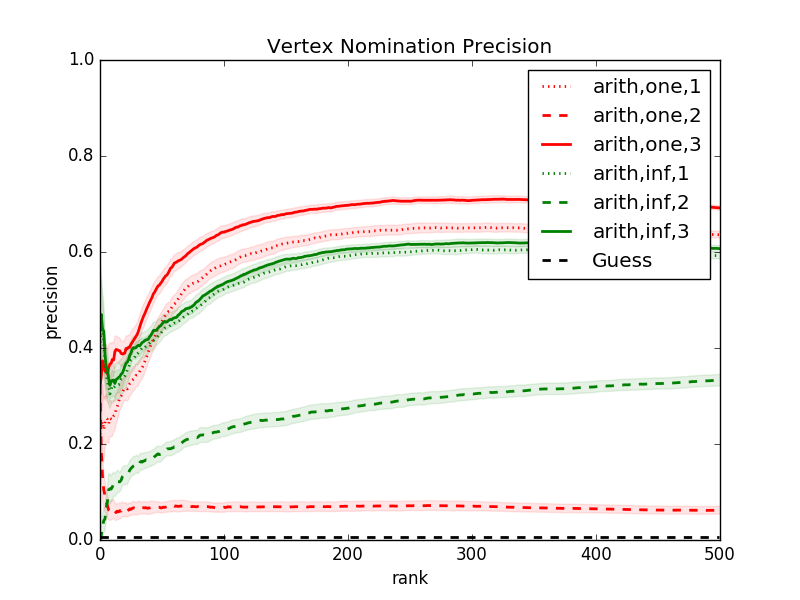 Vertex Nomination Precision
1.0
0.8
0.6
0.4
0.2
0.0
precision
arith,one,1
arith,one,2
arith,one,3
arith,inf,1
arith,inf,2
arith,inf,3
Guess
0 100 200 300 400 500
rank